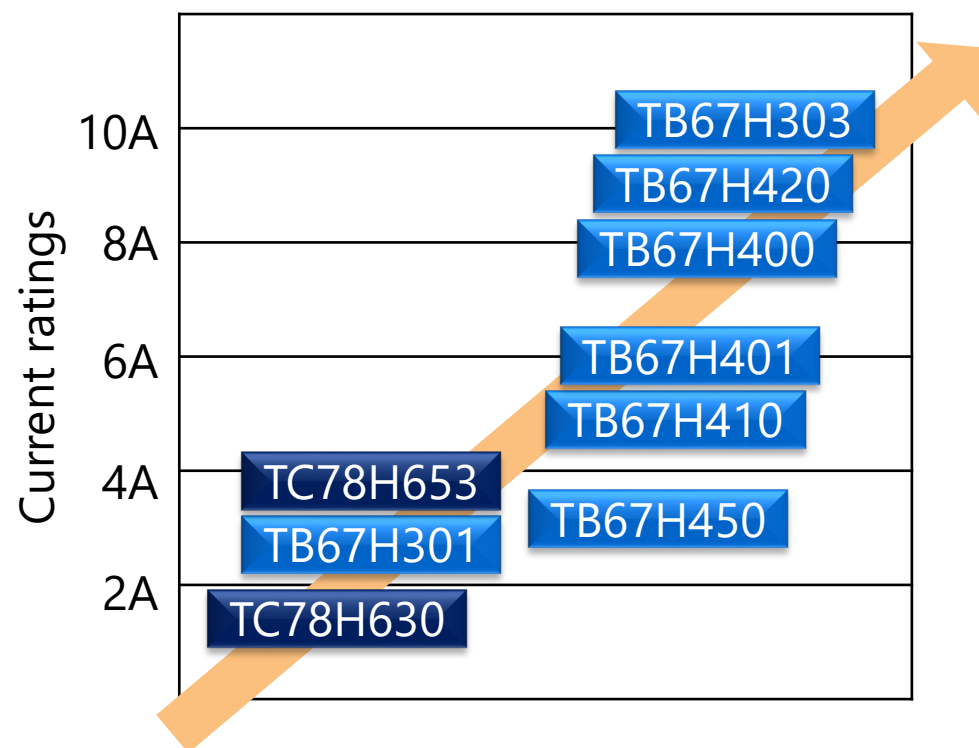 Current ratings
10A
8A
6A
4A
2A
TB67H303
TB67H420
TB67H400
TB67H401
TB67H410
TC78H653
TB67H450
TB67H301
TC78H630